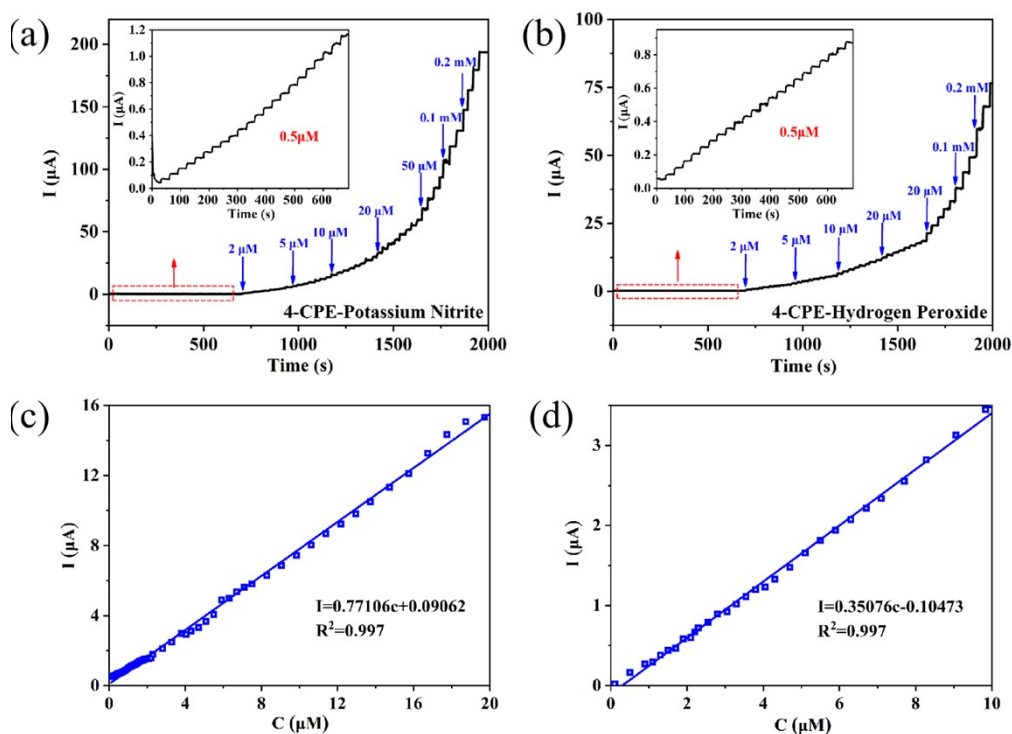 (a)
I (μA)
200
150
100
50
0
0 500 1000 1500 2000
Time (s)
1.2
1.0
0.8
0.6
0.4
0.2
0.0
I (μA)
0 100 200 300 400 500 600
Time (s)
0.5μM
2 μM
5 μM
10 μM
20 μM
50 μM
0.1 mM
0.2 mM
4-CPE-Potassium Nitrite
(b)
I (μA)
100
75
50
25
0
0 500 1000 1500 2000
Time (s)
1.0
0.8
0.6
0.4
0.2
0.0
I (μA)
0 100 200 300 400 500 600
Time (s)
0.5μM
2 μM
5 μM
10 μM
20 μM
20 μM
0.1 mM
0.2 mM
4-CPE-Hydrogen Peroxide
(c)
I (μA)
16
12
8
4
0
0 4 8 12 16 20
C (μM)
I=0.77106c+0.09062
R²=0.997
(d)
I (μA)
3
2
1
0
0 2 4 6 8 10
C (μM)
I=0.35076c-0.10473
R²=0.997